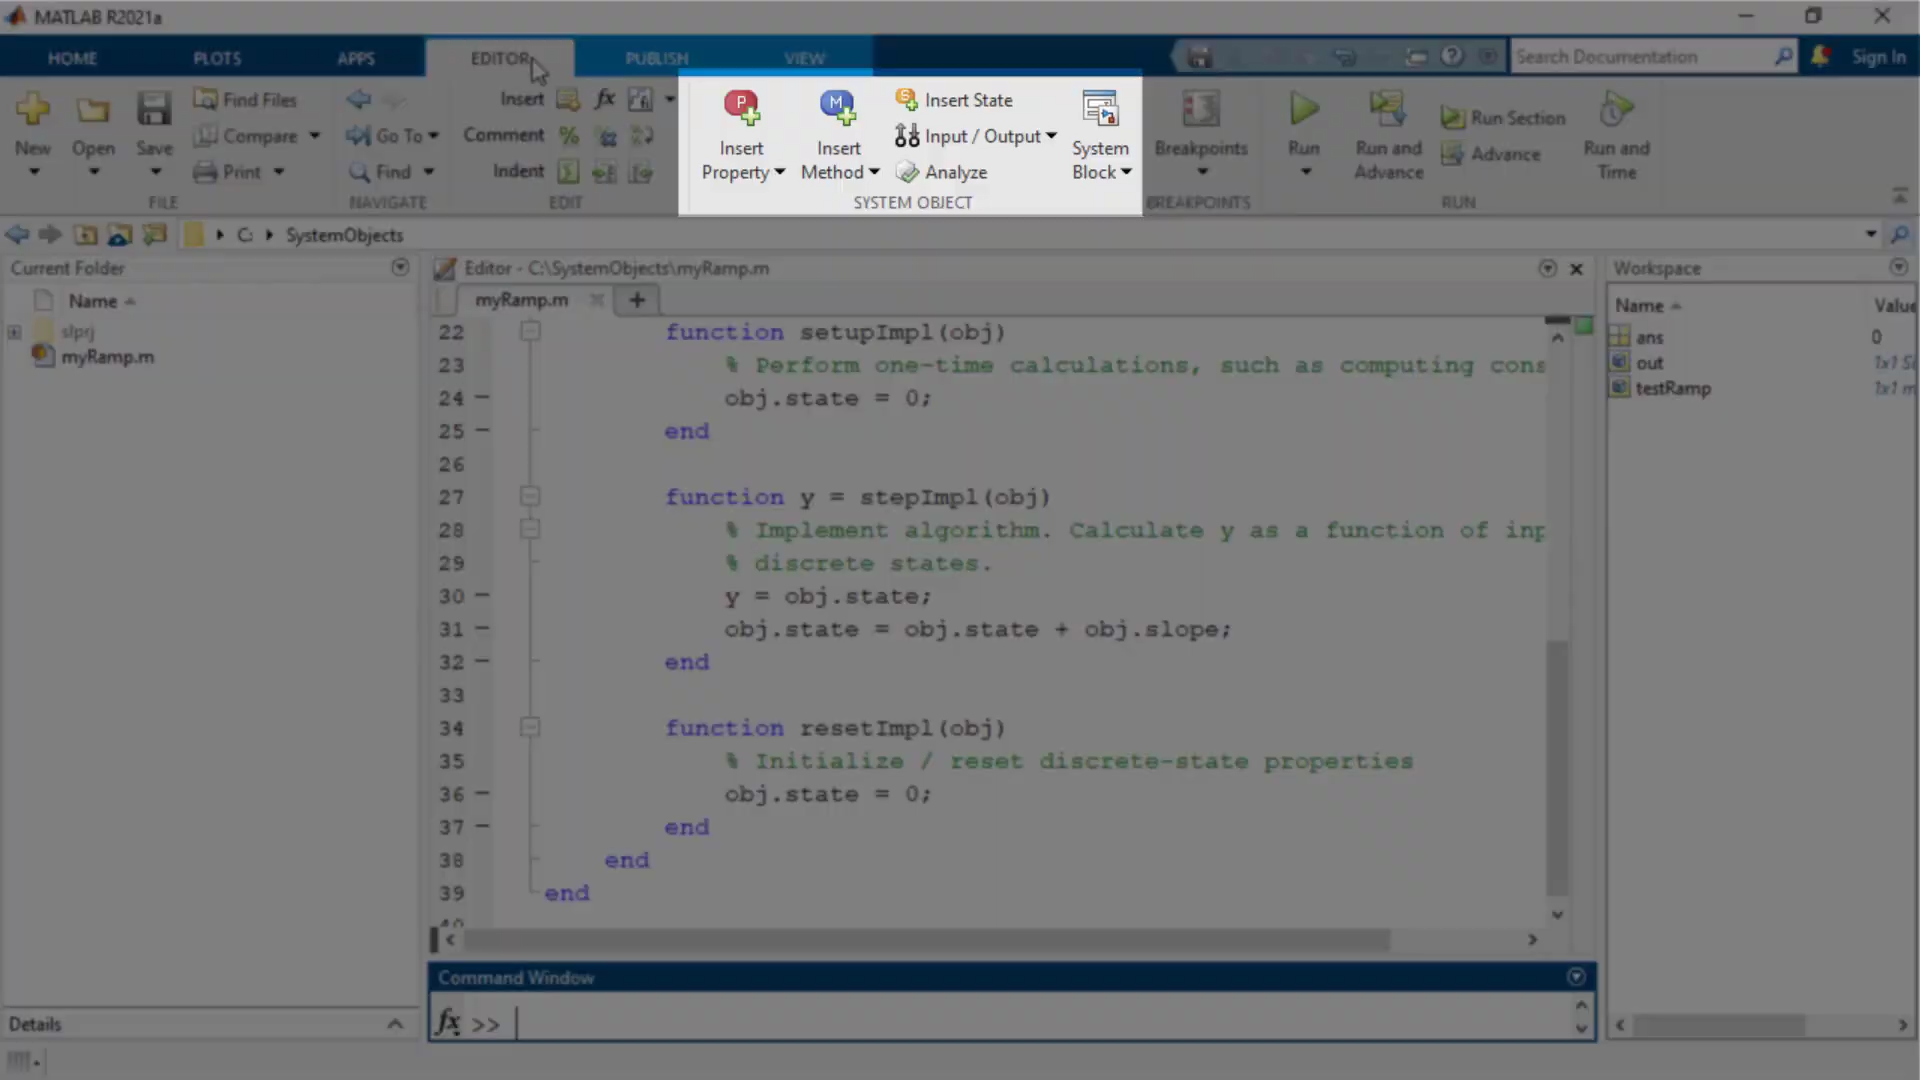 MATLAB R2021a
HOME PLOTS APPS EDITOR PUBLISH VIEW
Search Documentation
Sign In
New
Open
Save
Find Files
Compare
Print
FILE
Go To
Find
NAVIGATE
Insert
fx
Comment
%
Indent
EDIT
P
Insert
Property
M
Insert
Method
Insert State
Input / Output
Analyze
System
Block
SYSTEM OBJECT
Breakpoints
BREAKPOINTS
Run
Run and
Advance
Run Section
Advance
Run and
Time
RUN
C: SystemObjects
Current Folder
Name
slprj
myRamp.m
Details
Editor - C:\SystemObjects\myRamp.m
myRamp.m
22 function setupImpl(obj)
23 % Perform one-time calculations, such as computing cons
24 obj.state = 0;
25 end
26
27 function y = stepImpl(obj)
28 % Implement algorithm. Calculate y as a function of inp
29 % discrete states.
30 y = obj.state;
31 obj.state = obj.state + obj.slope;
32 end
33
34 function resetImpl(obj)
35 % Initialize / reset discrete-state properties
36 obj.state = 0;
37 end
38 end
39 end
40
Command Window
fx >>
Workspace
Name Value
ans 0
out 1x1 Si
testRamp 1x1 m